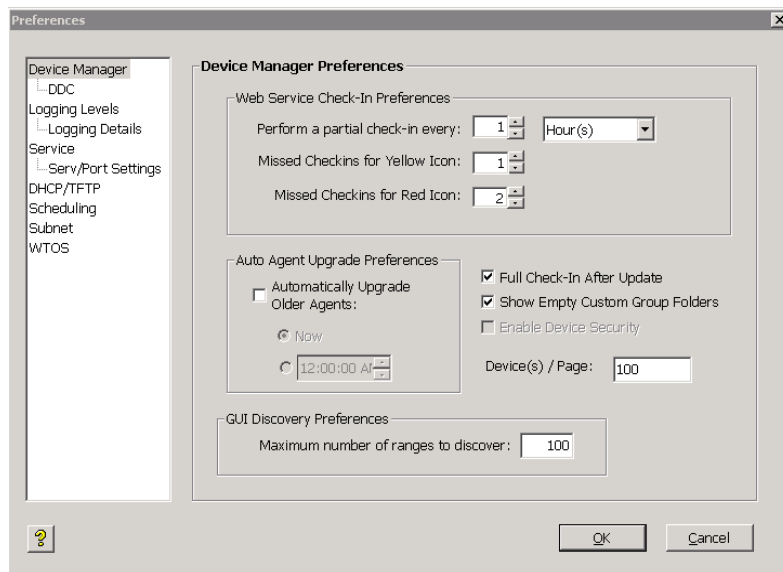 Preferences
Device Manager
DDC
Logging Levels
Logging Details
Service
Serv/Port Settings
DHCP/TFTP
Scheduling
Subnet
WTOS
Device Manager Preferences
Web Service Check-In Preferences
Perform a partial check-in every: 1 Hour(s)
Missed Checkins for Yellow Icon: 1
Missed Checkins for Red Icon: 2
Auto Agent Upgrade Preferences
Automatically Upgrade
Older Agents:
Now
12:00:00 AM
Full Check-In After Update
Show Empty Custom Group Folders
Enable Device Security
Device(s) / Page: 100
GUI Discovery Preferences
Maximum number of ranges to discover: 100
?
OK
Cancel